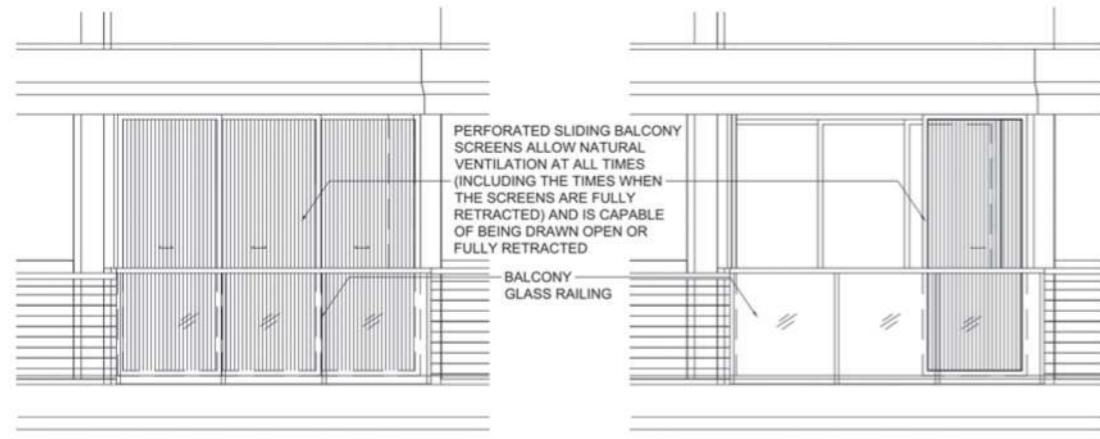 PERFORATED SLIDING BALCONY
SCREENS ALLOW NATURAL
VENTILATION AT ALL TIMES
(INCLUDING THE TIMES WHEN
THE SCREENS ARE FULLY
RETRACTED) AND IS CAPABLE
OF BEING DRAWN OPEN OR
FULLY RETRACTED
BALCONY
GLASS RAILING